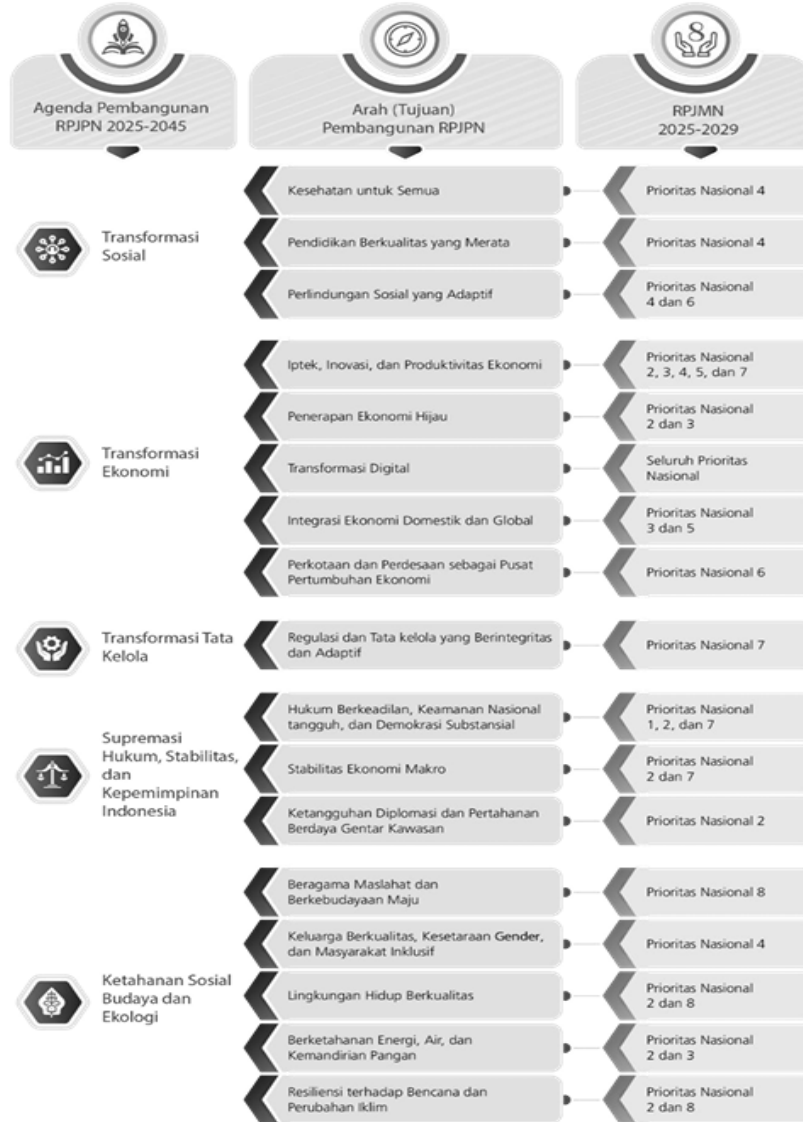 8
Agenda Pembangunan
RPJPN 2025-2045
Arah (Tujuan)
Pembangunan RPJPN
RPJMN
2025-2029
Transformasi
Sosial
Kesehatan untuk Semua
Prioritas Nasional 4
Pendidikan Berkualitas yang Merata
Prioritas Nasional 4
Perlindungan Sosial yang Adaptif
Prioritas Nasional
4 dan 6
Transformasi
Ekonomi
Iptek, Inovasi, dan Produktivitas Ekonomi
Prioritas Nasional
2, 3, 4, 5, dan 7
Penerapan Ekonomi Hijau
Prioritas Nasional
2 dan 3
Transformasi Digital
Seluruh Prioritas
Nasional
Integrasi Ekonomi Domestik dan Global
Prioritas Nasional
3 dan 5
Perkotaan dan Perdesaan sebagai Pusat
Pertumbuhan Ekonomi
Prioritas Nasional 6
Transformasi Tata
Kelola
Regulasi dan Tata kelola yang Berintegritas
dan Adaptif
Prioritas Nasional 7
Supremasi
Hukum, Stabilitas,
dan
Kepemimpinan
Indonesia
Hukum Berkeadilan, Keamanan Nasional
tangguh, dan Demokrasi Substansial
Prioritas Nasional
1, 2, dan 7
Stabilitas Ekonomi Makro
Prioritas Nasional
2 dan 7
Ketangguhan Diplomasi dan Pertahanan
Berdaya Gentar Kawasan
Prioritas Nasional 2
Ketahanan Sosial
Budaya dan
Ekologi
Beragama Maslahat dan
Berkebudayaan Maju
Prioritas Nasional 8
Keluarga Berkualitas, Kesetaraan Gender,
dan Masyarakat Inklusif
Prioritas Nasional 4
Lingkungan Hidup Berkualitas
Prioritas Nasional
2 dan 8
Berketahanan Energi, Air, dan
Kemandirian Pangan
Prioritas Nasional
2 dan 3
Resiliensi terhadap Bencana dan
Perubahan Iklim
Prioritas Nasional
2 dan 8